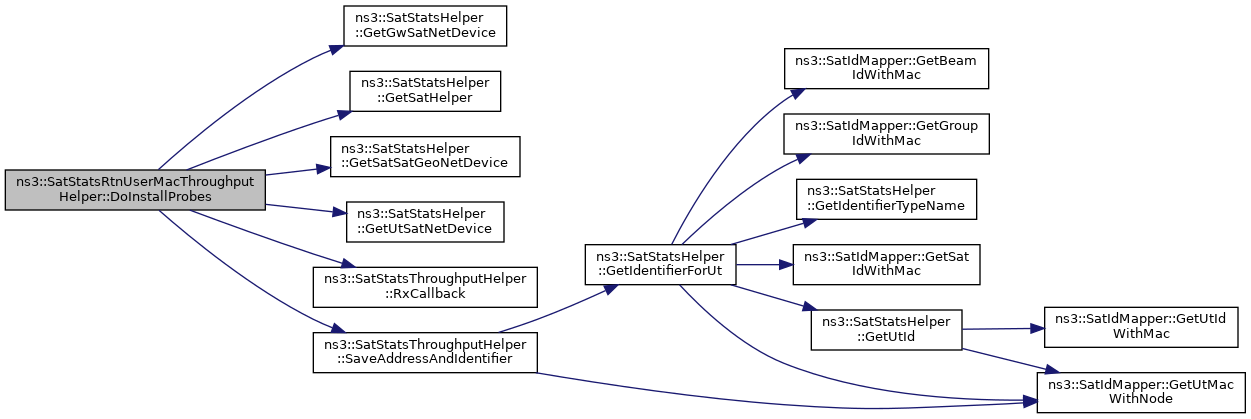 ns3::SatStatsRtnUserMacThroughput
Helper::DoInstallProbes
ns3::SatStatsHelper
::GetGwSatNetDevice
ns3::SatStatsHelper
::GetSatHelper
ns3::SatStatsHelper
::GetSatSatGeoNetDevice
ns3::SatStatsHelper
::GetUtSatNetDevice
ns3::SatStatsThroughputHelper
::RxCallback
ns3::SatStatsThroughputHelper
::SaveAddressAndIdentifier
ns3::SatStatsHelper
::GetIdentifierForUt
ns3::SatIdMapper::GetBeam
IdWithMac
ns3::SatIdMapper::GetGroup
IdWithMac
ns3::SatStatsHelper
::GetIdentifierTypeName
ns3::SatIdMapper::GetSat
IdWithMac
ns3::SatStatsHelper
::GetUtId
ns3::SatIdMapper::GetUtId
WithMac
ns3::SatIdMapper::GetUtMac
WithNode